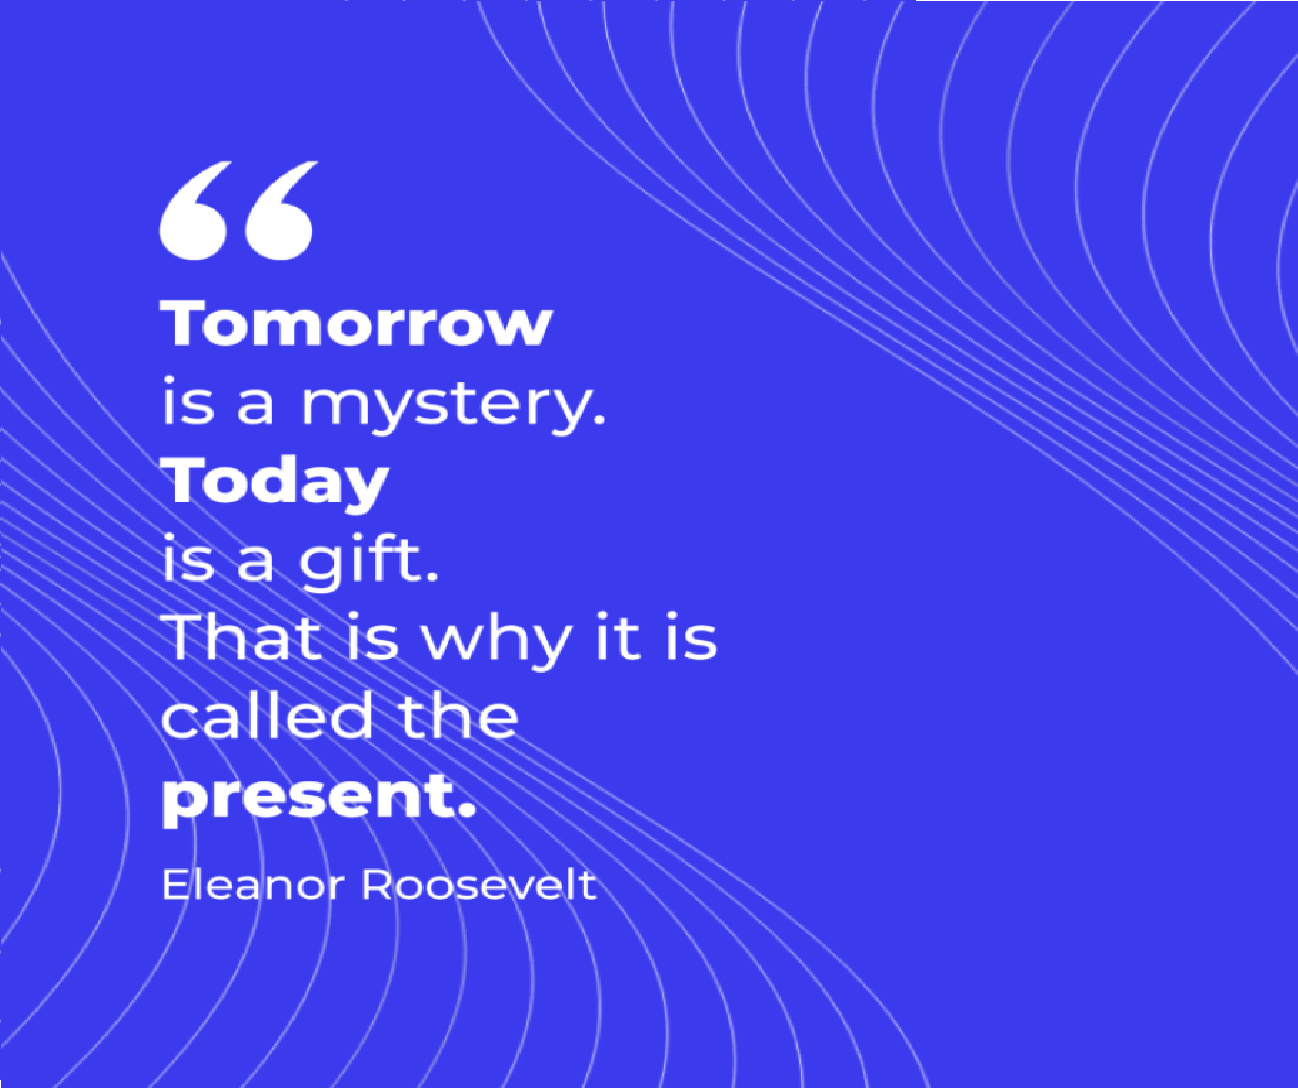 “
Tomorrow
is a mystery.
Today
is a gift.
That is why it is
called the
present.
Eleanor Roosevelt